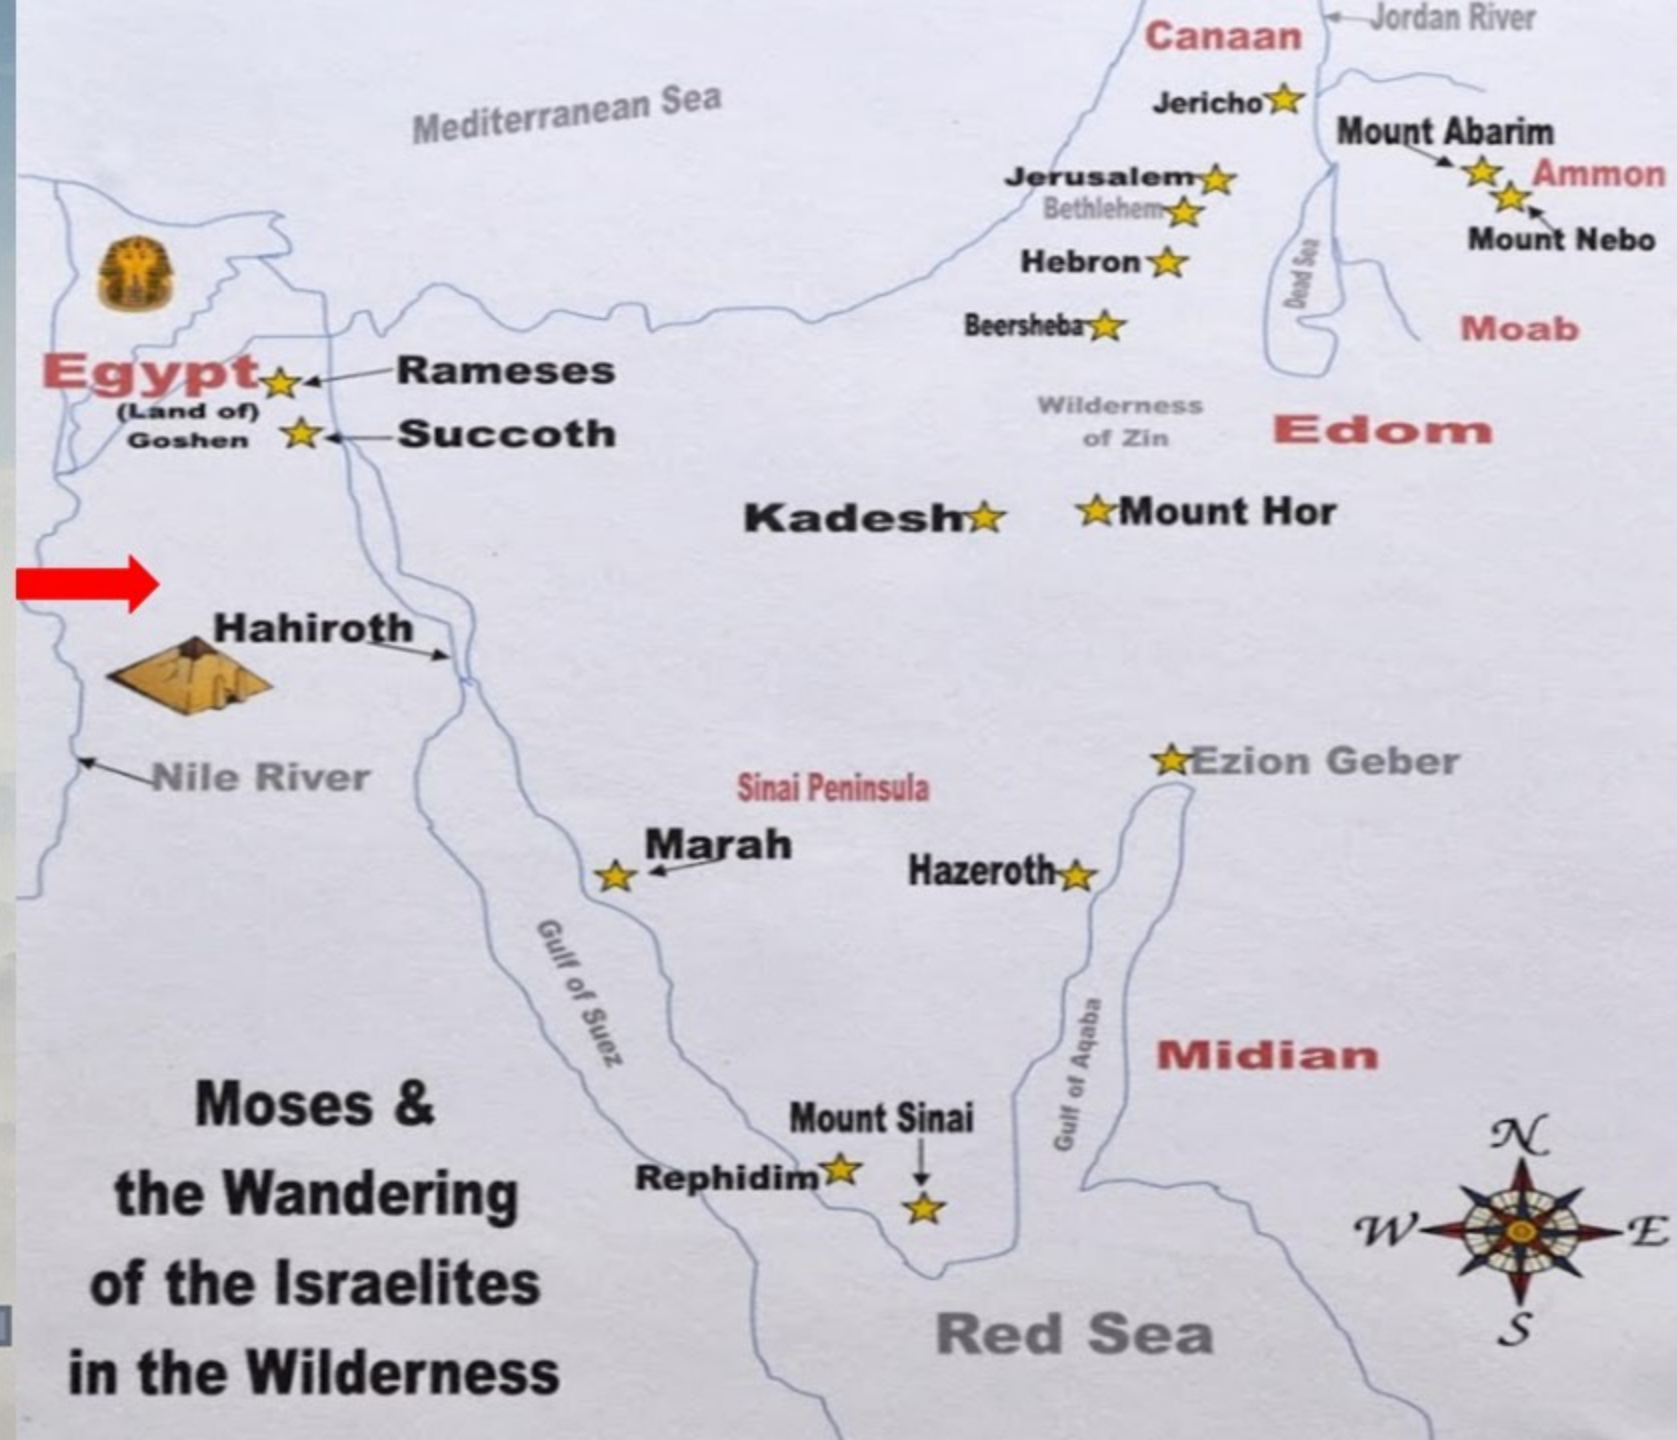 Canaan
Jordan River
Mediterranean Sea
Jericho
Mount Abarim
Jerusalem
Ammon
Bethlehem
Mount Nebo
Hebron
Dead Sea
Beersheba
Moab
Egypt
Rameses
(Land of)
Goshen
Succoth
Wilderness
of Zin
Edom
Kadesh
Mount Hor
Hahiroth
Nile River
Sinai Peninsula
Ezion Geber
Marah
Hazeroth
Gulf of Suez
Gulf of Aqaba
Midian
Moses &
the Wandering
of the Israelites
in the Wilderness
Mount Sinai
Rephidim
Red Sea
N
W
E
S